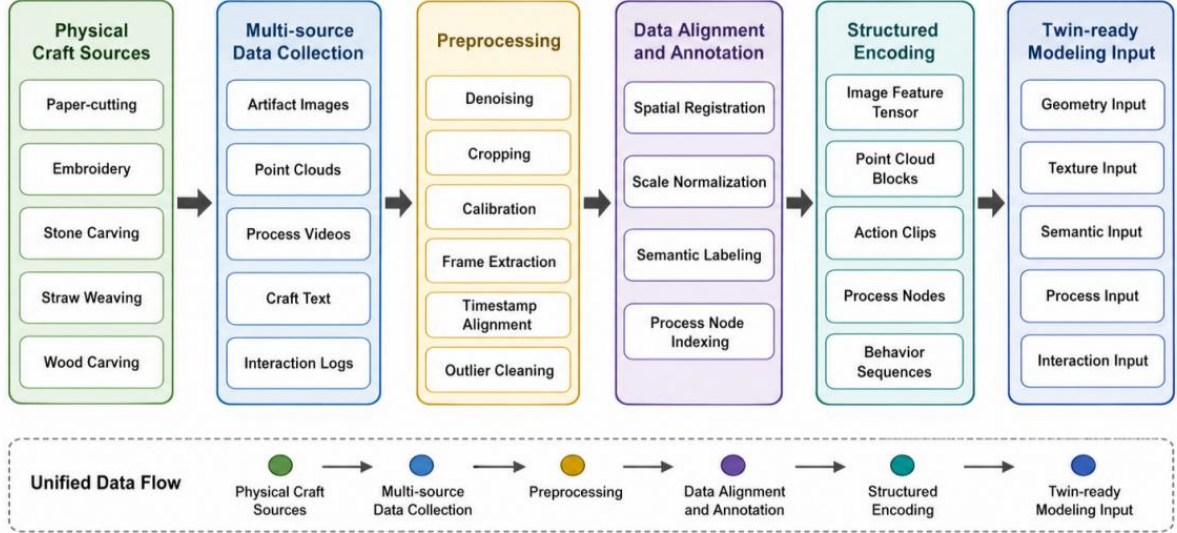 Physical
Craft Sources
Paper-cutting
Embroidery
Stone Carving
Straw Weaving
Wood Carving
Multi-source
Data Collection
Artifact Images
Point Clouds
Process Videos
Craft Text
Interaction Logs
Preprocessing
Denoising
Cropping
Calibration
Frame Extraction
Timestamp
Alignment
Outlier Cleaning
Data Alignment
and Annotation
Spatial Registration
Scale Normalization
Semantic Labeling
Process Node
Indexing
Structured
Encoding
Image Feature
Tensor
Point Cloud
Blocks
Action Clips
Process Nodes
Behavior
Sequences
Twin-ready
Modeling Input
Geometry Input
Texture Input
Semantic Input
Process Input
Interaction Input
Unified Data Flow
Physical Craft
Sources
Multi-source
Data Collection
Preprocessing
Data Alignment
and Annotation
Structured
Encoding
Twin-ready
Modeling Input